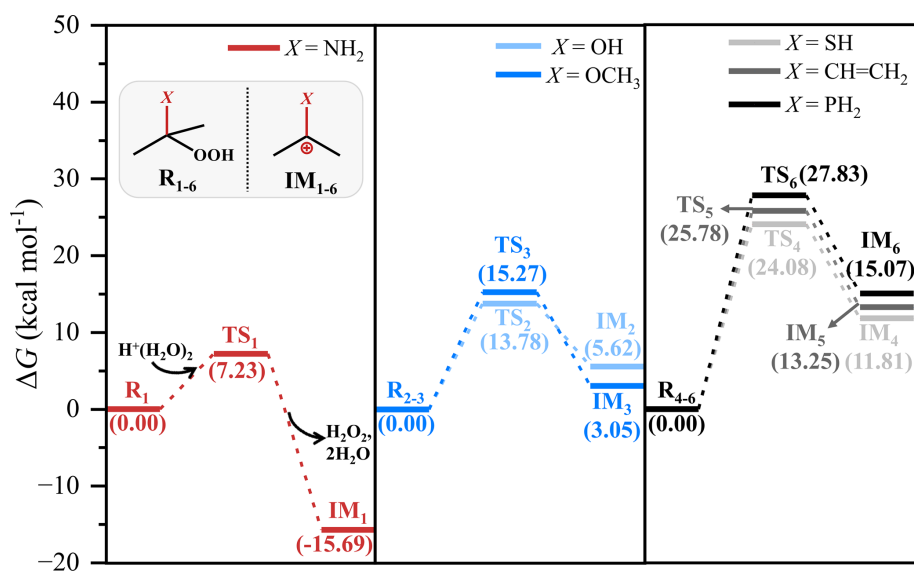 ΔG (kcal mol⁻¹)
50
40
30
20
10
0
−10
−20
X = NH₂
X
OOH
R₁₋₆
X
⊕
IM₁₋₆
H⁺(H₂O)₂
TS₁
(7.23)
R₁
(0.00)
H₂O₂,
2H₂O
IM₁
(-15.69)
X = OH
X = OCH₃
TS₃
(15.27)
TS₂
(13.78)
IM₂
(5.62)
R₂₋₃
(0.00)
IM₃
(3.05)
X = SH
X = CH=CH₂
X = PH₂
TS₆(27.83)
TS₅
(25.78)
TS₄
(24.08)
IM₆
(15.07)
IM₅
(13.25)
IM₄
(11.81)
R₄₋₆
(0.00)